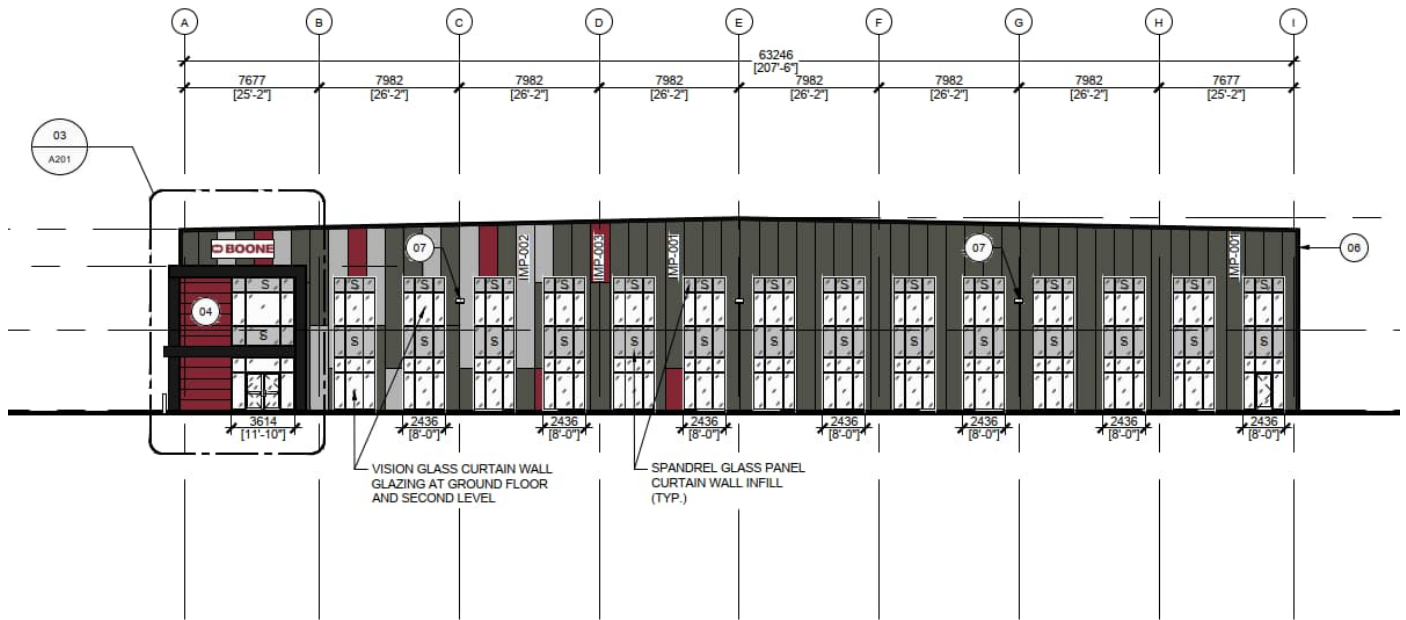 A B C D E F G H I
63246
[207'-6"]
7677 7982 7982 7982 7982 7982 7982 7677
[25'-2"] [26'-2"] [26'-2"] [26'-2"] [26'-2"] [26'-2"] [26'-2"] [25'-2"]
03
A201
BOONE
07 07 06
IMP-002 IMP-003 IMP-001 IMP-001
S S S S S S S S S S S S S S S
04
S S S S S S S S S S S S S S S
3614 2436 2436 2436 2436 2436 2436 2436
[11'-10"] [8'-0"] [8'-0"] [8'-0"] [8'-0"] [8'-0"] [8'-0"] [8'-0"]
VISION GLASS CURTAIN WALL
GLAZING AT GROUND FLOOR
AND SECOND LEVEL
SPANDREL GLASS PANEL
CURTAIN WALL INFILL
(TYP.)